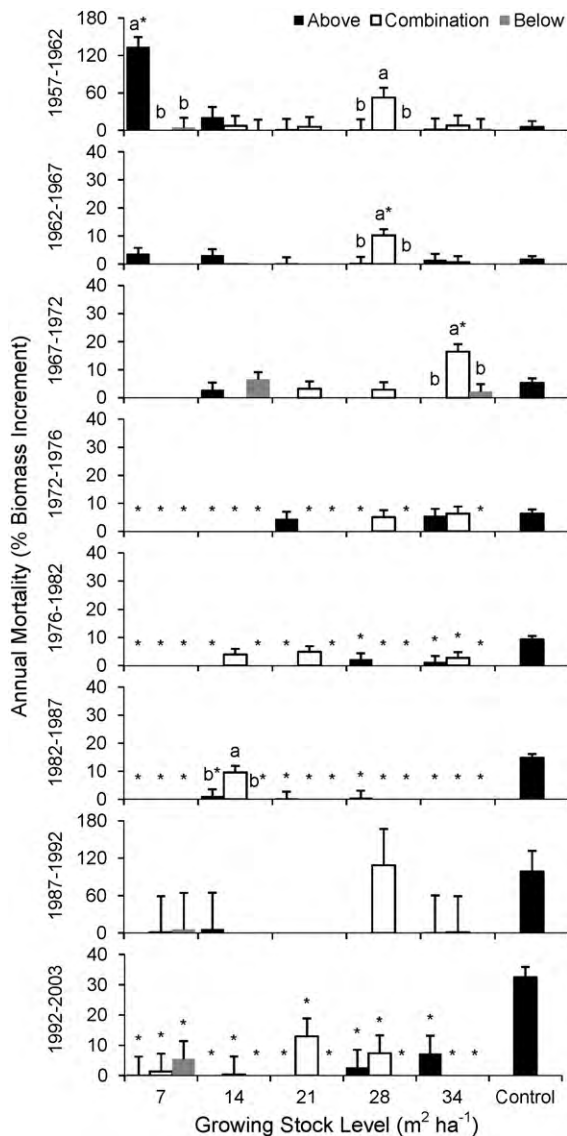 ■ Above □ Combination ■ Below
Annual Mortality (% Biomass Increment)
1957-1962
180
120
60
0
a*
b
b
b
a
b
1962-1967
40
30
20
10
0
b
a*
b
1967-1972
40
30
20
10
0
b
a*
b
1972-1976
40
30
20
10
0
* * * * * * * * * * *
1976-1982
40
30
20
10
0
* * * * * * * * * * * *
1982-1987
40
30
20
10
0
* * * b* a b* * * * * * * * * *
1987-1992
180
120
60
0
1992-2003
40
30
20
10
0
* * * * * * * * * * * * * * *
7 14 21 28 34 Control
Growing Stock Level (m² ha⁻¹)